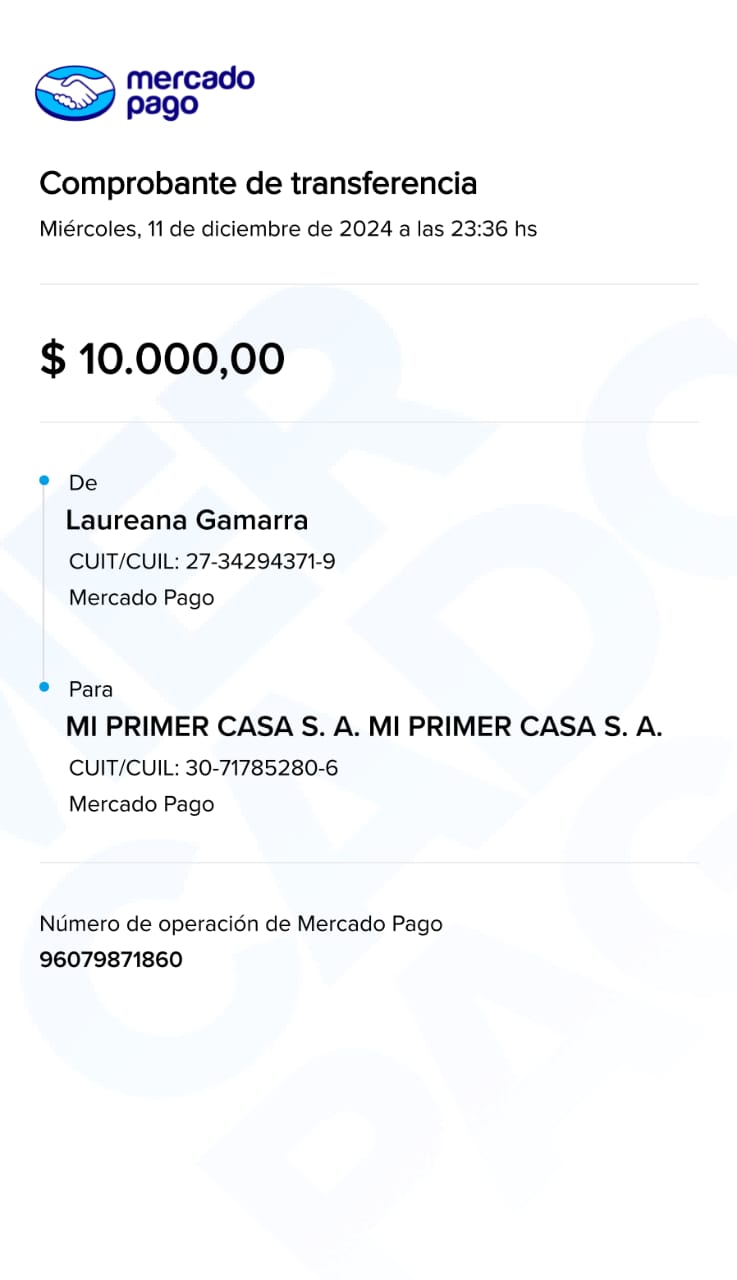 mercado
pago
Comprobante de transferencia
Miércoles, 11 de diciembre de 2024 a las 23:36 hs
$ 10.000,00
De
Laureana Gamarra
CUIT/CUIL: 27-34294371-9
Mercado Pago
Para
MI PRIMER CASA S. A. MI PRIMER CASA S. A.
CUIT/CUIL: 30-71785280-6
Mercado Pago
Número de operación de Mercado Pago
96079871860